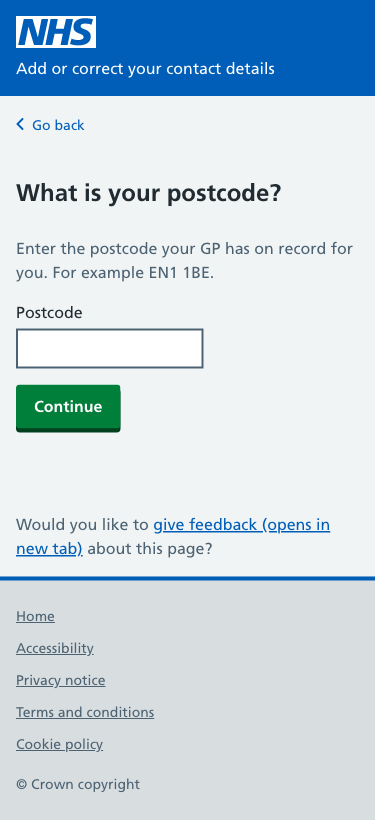 NHS
Add or correct your contact details
Go back
What is your postcode?
Enter the postcode your GP has on record for
you. For example EN1 1BE.
Postcode
Continue
Would you like to give feedback (opens in
new tab) about this page?
Home
Accessibility
Privacy notice
Terms and conditions
Cookie policy
© Crown copyright